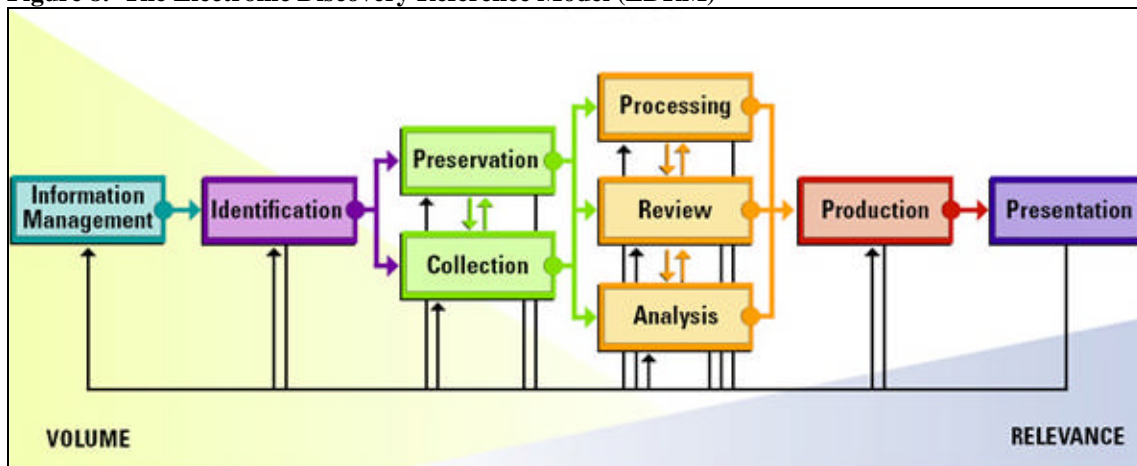 The Electronic Discovery Reference Model (EDRM)
Information
Management
Identification
Preservation
Collection
Processing
Review
Analysis
Production
Presentation
VOLUME
RELEVANCE